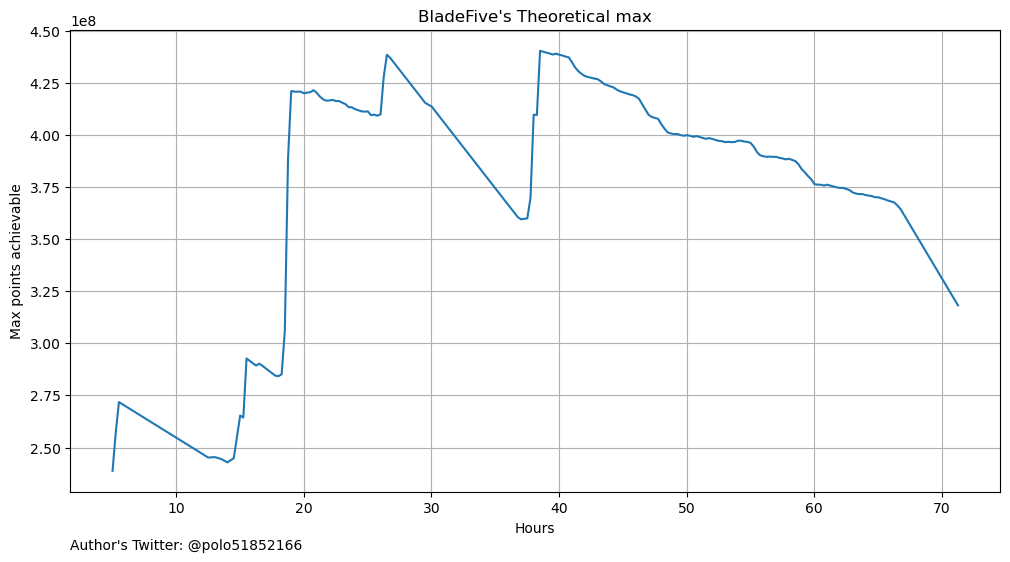 BladeFive's Theoretical max
1e8
4.50
4.25
4.00
3.75
3.50
3.25
3.00
2.75
2.50
Max points achievable
10 20 30 40 50 60 70
Hours
Author's Twitter: @polo51852166